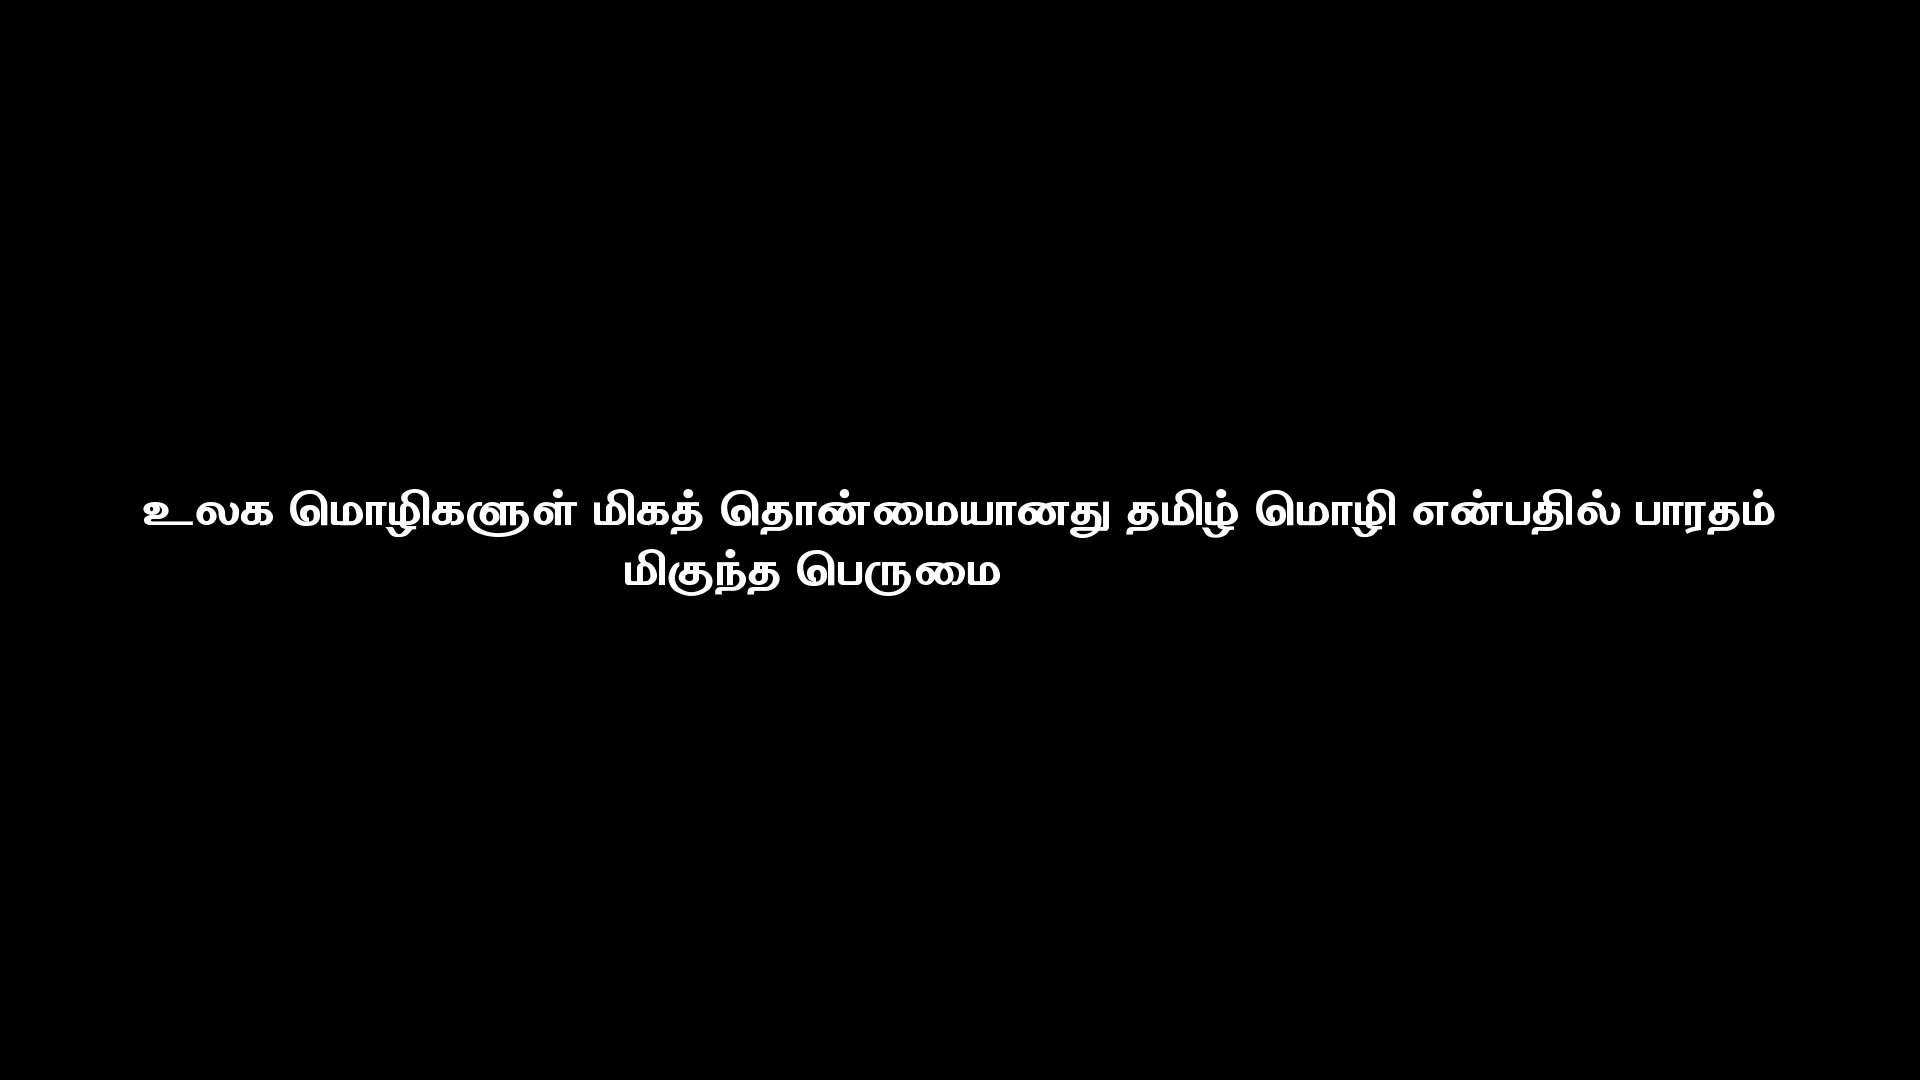 உலக மொழிகளுள் மிகத் தொன்மையானது தமிழ் மொழி என்பதில் பாரதம்
மிகுந்த பெருமை